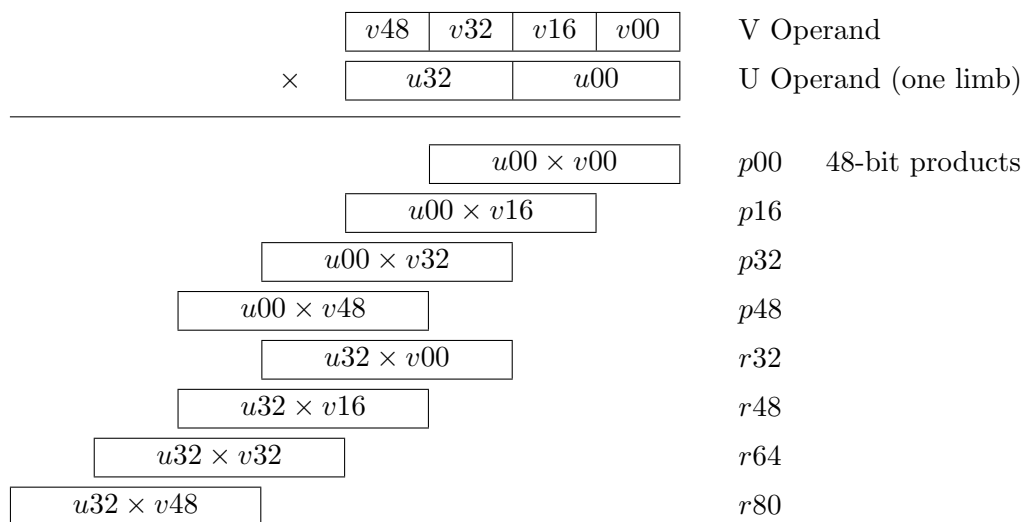 v48 v32 v16 v00 V Operand
× u32 u00 U Operand (one limb)
u00 × v00 p00 48-bit products
u00 × v16 p16
u00 × v32 p32
u00 × v48 p48
u32 × v00 r32
u32 × v16 r48
u32 × v32 r64
u32 × v48 r80